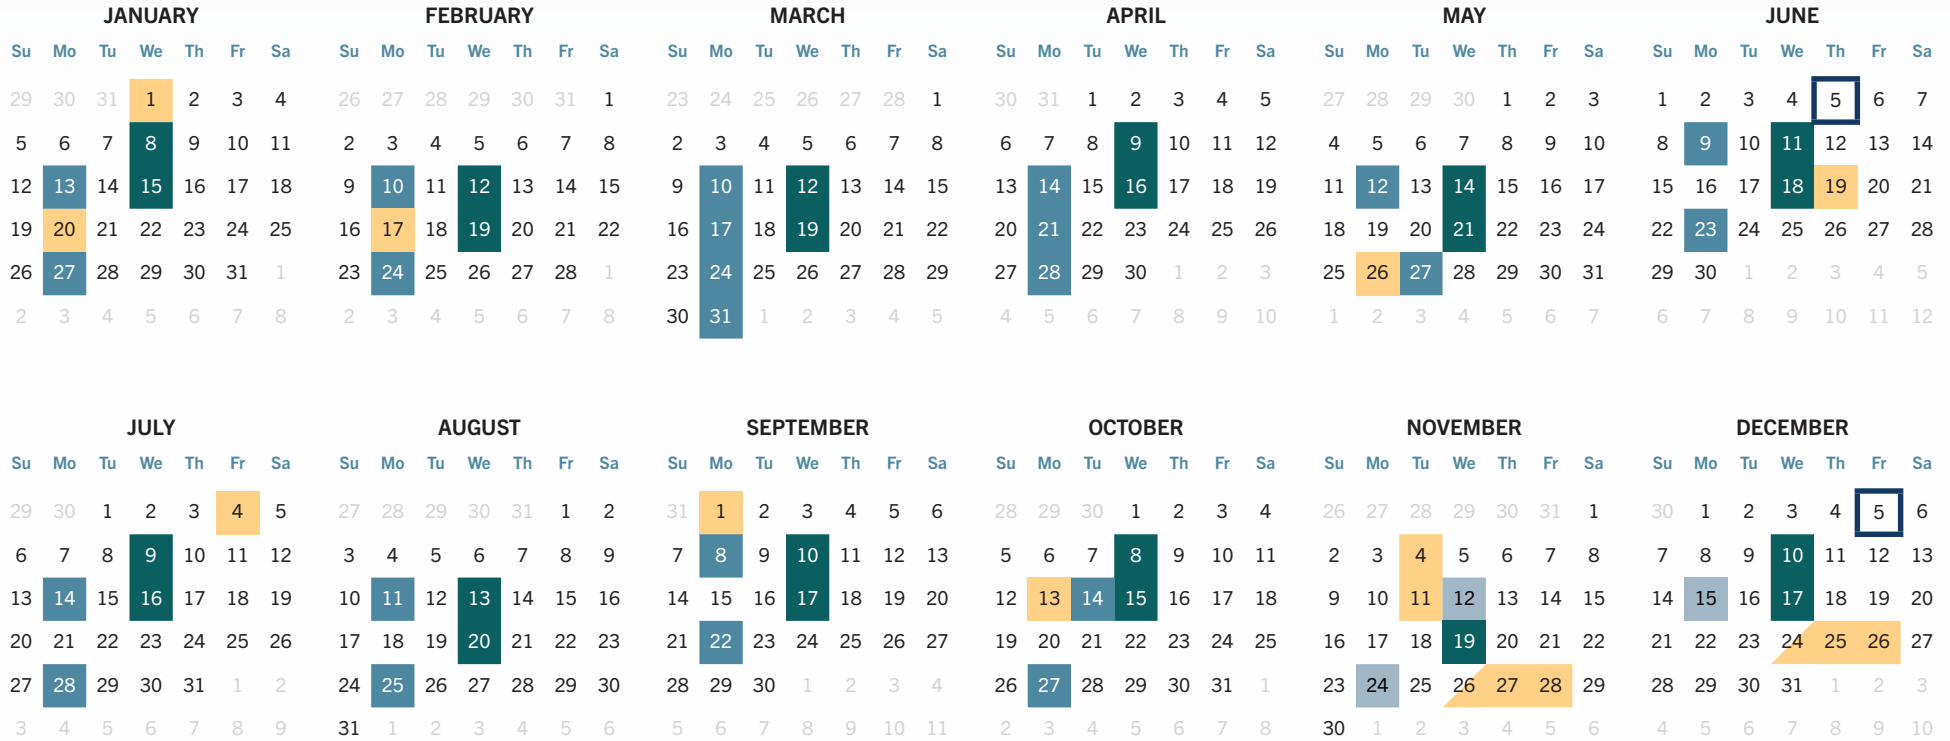 JANUARY FEBRUARY MARCH APRIL MAY JUNE
Su Mo Tu We Th Fr Sa Su Mo Tu We Th Fr Sa Su Mo Tu We Th Fr Sa Su Mo Tu We Th Fr Sa Su Mo Tu We Th Fr Sa Su Mo Tu We Th Fr Sa
29 30 31 1 2 3 4 26 27 28 29 30 31 1 23 24 25 26 27 28 1 30 31 1 2 3 4 5 27 28 29 30 1 2 3 1 2 3 4 5 6 7
5 6 7 8 9 10 11 2 3 4 5 6 7 8 2 3 4 5 6 7 8 6 7 8 9 10 11 12 4 5 6 7 8 9 10 8 9 10 11 12 13 14
12 13 14 15 16 17 18 9 10 11 12 13 14 15 9 10 11 12 13 14 15 13 14 15 16 17 18 19 11 12 13 14 15 16 17 15 16 17 18 19 20 21
19 20 21 22 23 24 25 16 17 18 19 20 21 22 16 17 18 19 20 21 22 20 21 22 23 24 25 26 18 19 20 21 22 23 24 22 23 24 25 26 27 28
26 27 28 29 30 31 1 23 24 25 26 27 28 1 23 24 25 26 27 28 29 27 28 29 30 1 2 3 25 26 27 28 29 30 31 29 30 1 2 3 4 5
2 3 4 5 6 7 8 2 3 4 5 6 7 8 30 31 1 2 3 4 5 4 5 6 7 8 9 10 1 2 3 4 5 6 7 6 7 8 9 10 11 12
JULY AUGUST SEPTEMBER OCTOBER NOVEMBER DECEMBER
Su Mo Tu We Th Fr Sa Su Mo Tu We Th Fr Sa Su Mo Tu We Th Fr Sa Su Mo Tu We Th Fr Sa Su Mo Tu We Th Fr Sa Su Mo Tu We Th Fr Sa
29 30 1 2 3 4 5 27 28 29 30 31 1 2 31 1 2 3 4 5 6 28 29 30 1 2 3 4 26 27 28 29 30 31 1 30 1 2 3 4 5 6
6 7 8 9 10 11 12 3 4 5 6 7 8 9 7 8 9 10 11 12 13 5 6 7 8 9 10 11 2 3 4 5 6 7 8 7 8 9 10 11 12 13
13 14 15 16 17 18 19 10 11 12 13 14 15 16 14 15 16 17 18 19 20 12 13 14 15 16 17 18 9 10 11 12 13 14 15 14 15 16 17 18 19 20
20 21 22 23 24 25 26 17 18 19 20 21 22 23 21 22 23 24 25 26 27 19 20 21 22 23 24 25 16 17 18 19 20 21 22 21 22 23 24 25 26 27
27 28 29 30 31 1 2 24 25 26 27 28 29 30 28 29 30 1 2 3 4 26 27 28 29 30 31 1 23 24 25 26 27 28 29 28 29 30 31 1 2 3
3 4 5 6 7 8 9 31 1 2 3 4 5 6 5 6 7 8 9 10 11 2 3 4 5 6 7 8 30 1 2 3 4 5 6 4 5 6 7 8 9 10